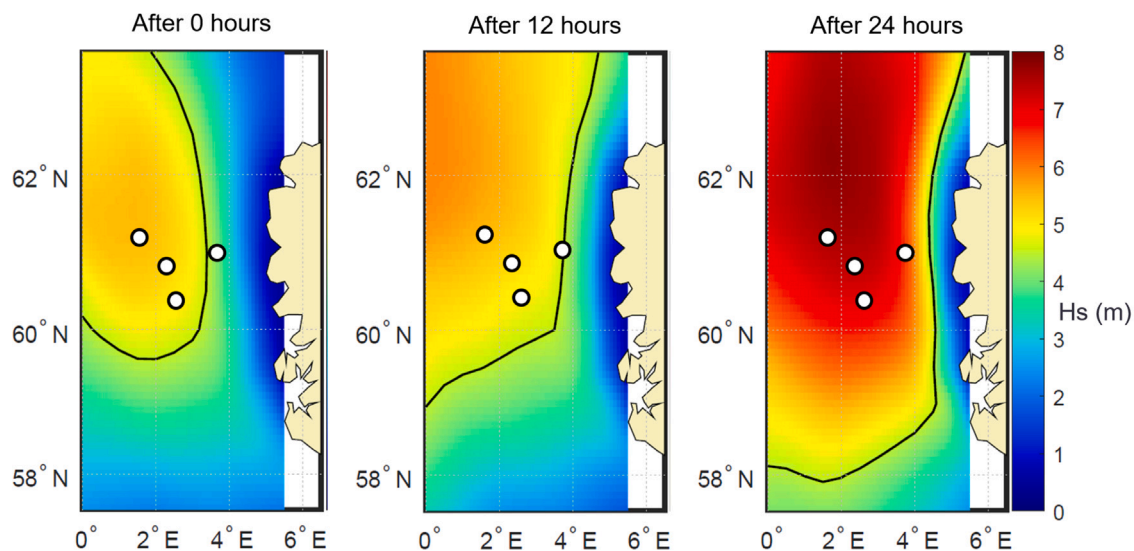 After 0 hours After 12 hours After 24 hours
8
7
62° N 62° N 62° N
6
5
4
Hs (m)
60° N 60° N 60° N
3
2
1
58° N 58° N 58° N
0
0° 2° E 4° E 6° E 0° 2° E 4° E 6° E 0° 2° E 4° E 6° E